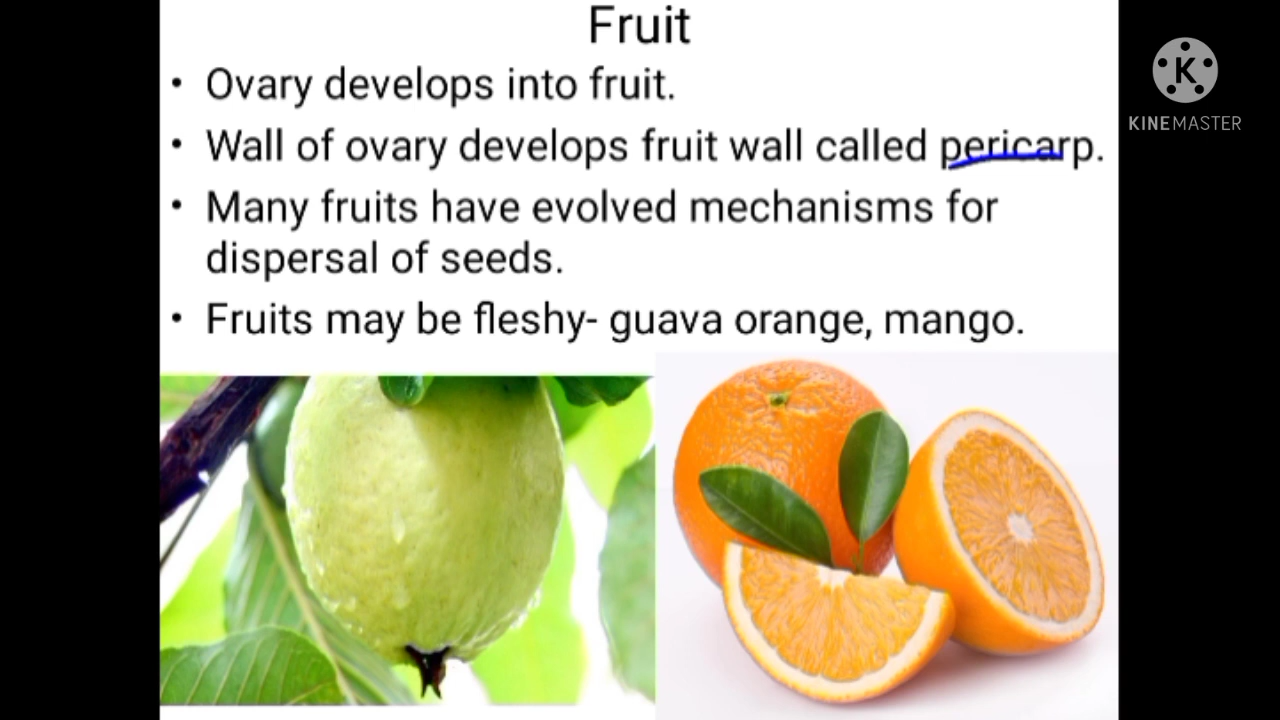 Fruit
• Ovary develops into fruit.
• Wall of ovary develops fruit wall called pericarp.
• Many fruits have evolved mechanisms for
dispersal of seeds.
• Fruits may be fleshy- guava orange, mango.
K
KINEMASTER